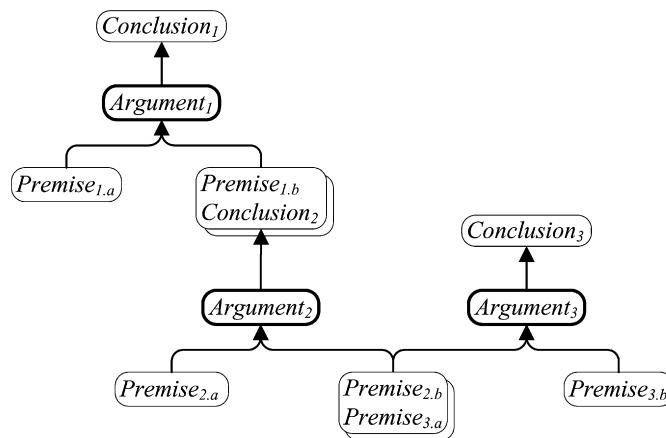 Conclusion₁
Argument₁
Premise₁.ₐ
Premise₁.b
Conclusion₂
Conclusion₃
Argument₂
Argument₃
Premise₂.ₐ
Premise₂.b
Premise₃.ₐ
Premise₃.b